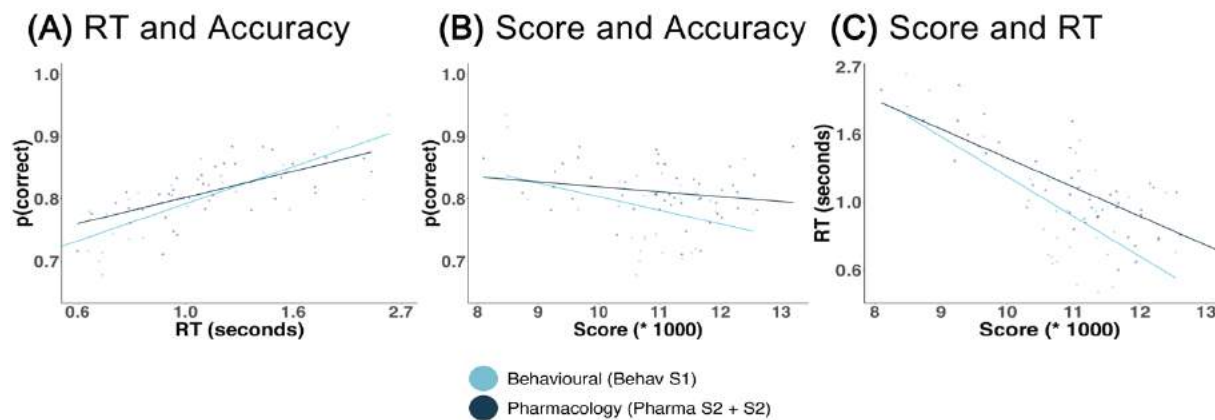 (A) RT and Accuracy
(B) Score and Accuracy
(C) Score and RT
p(correct)
1.0
0.9
0.8
0.7
0.6
1.0
1.6
2.7
RT (seconds)
p(correct)
1.0
0.9
0.8
0.7
8
9
10
11
12
13
Score (* 1000)
RT (seconds)
2.7
1.6
1.0
0.6
8
9
10
11
12
13
Score (* 1000)
Behavioural (Behav S1)
Pharmacology (Pharma S2 + S2)